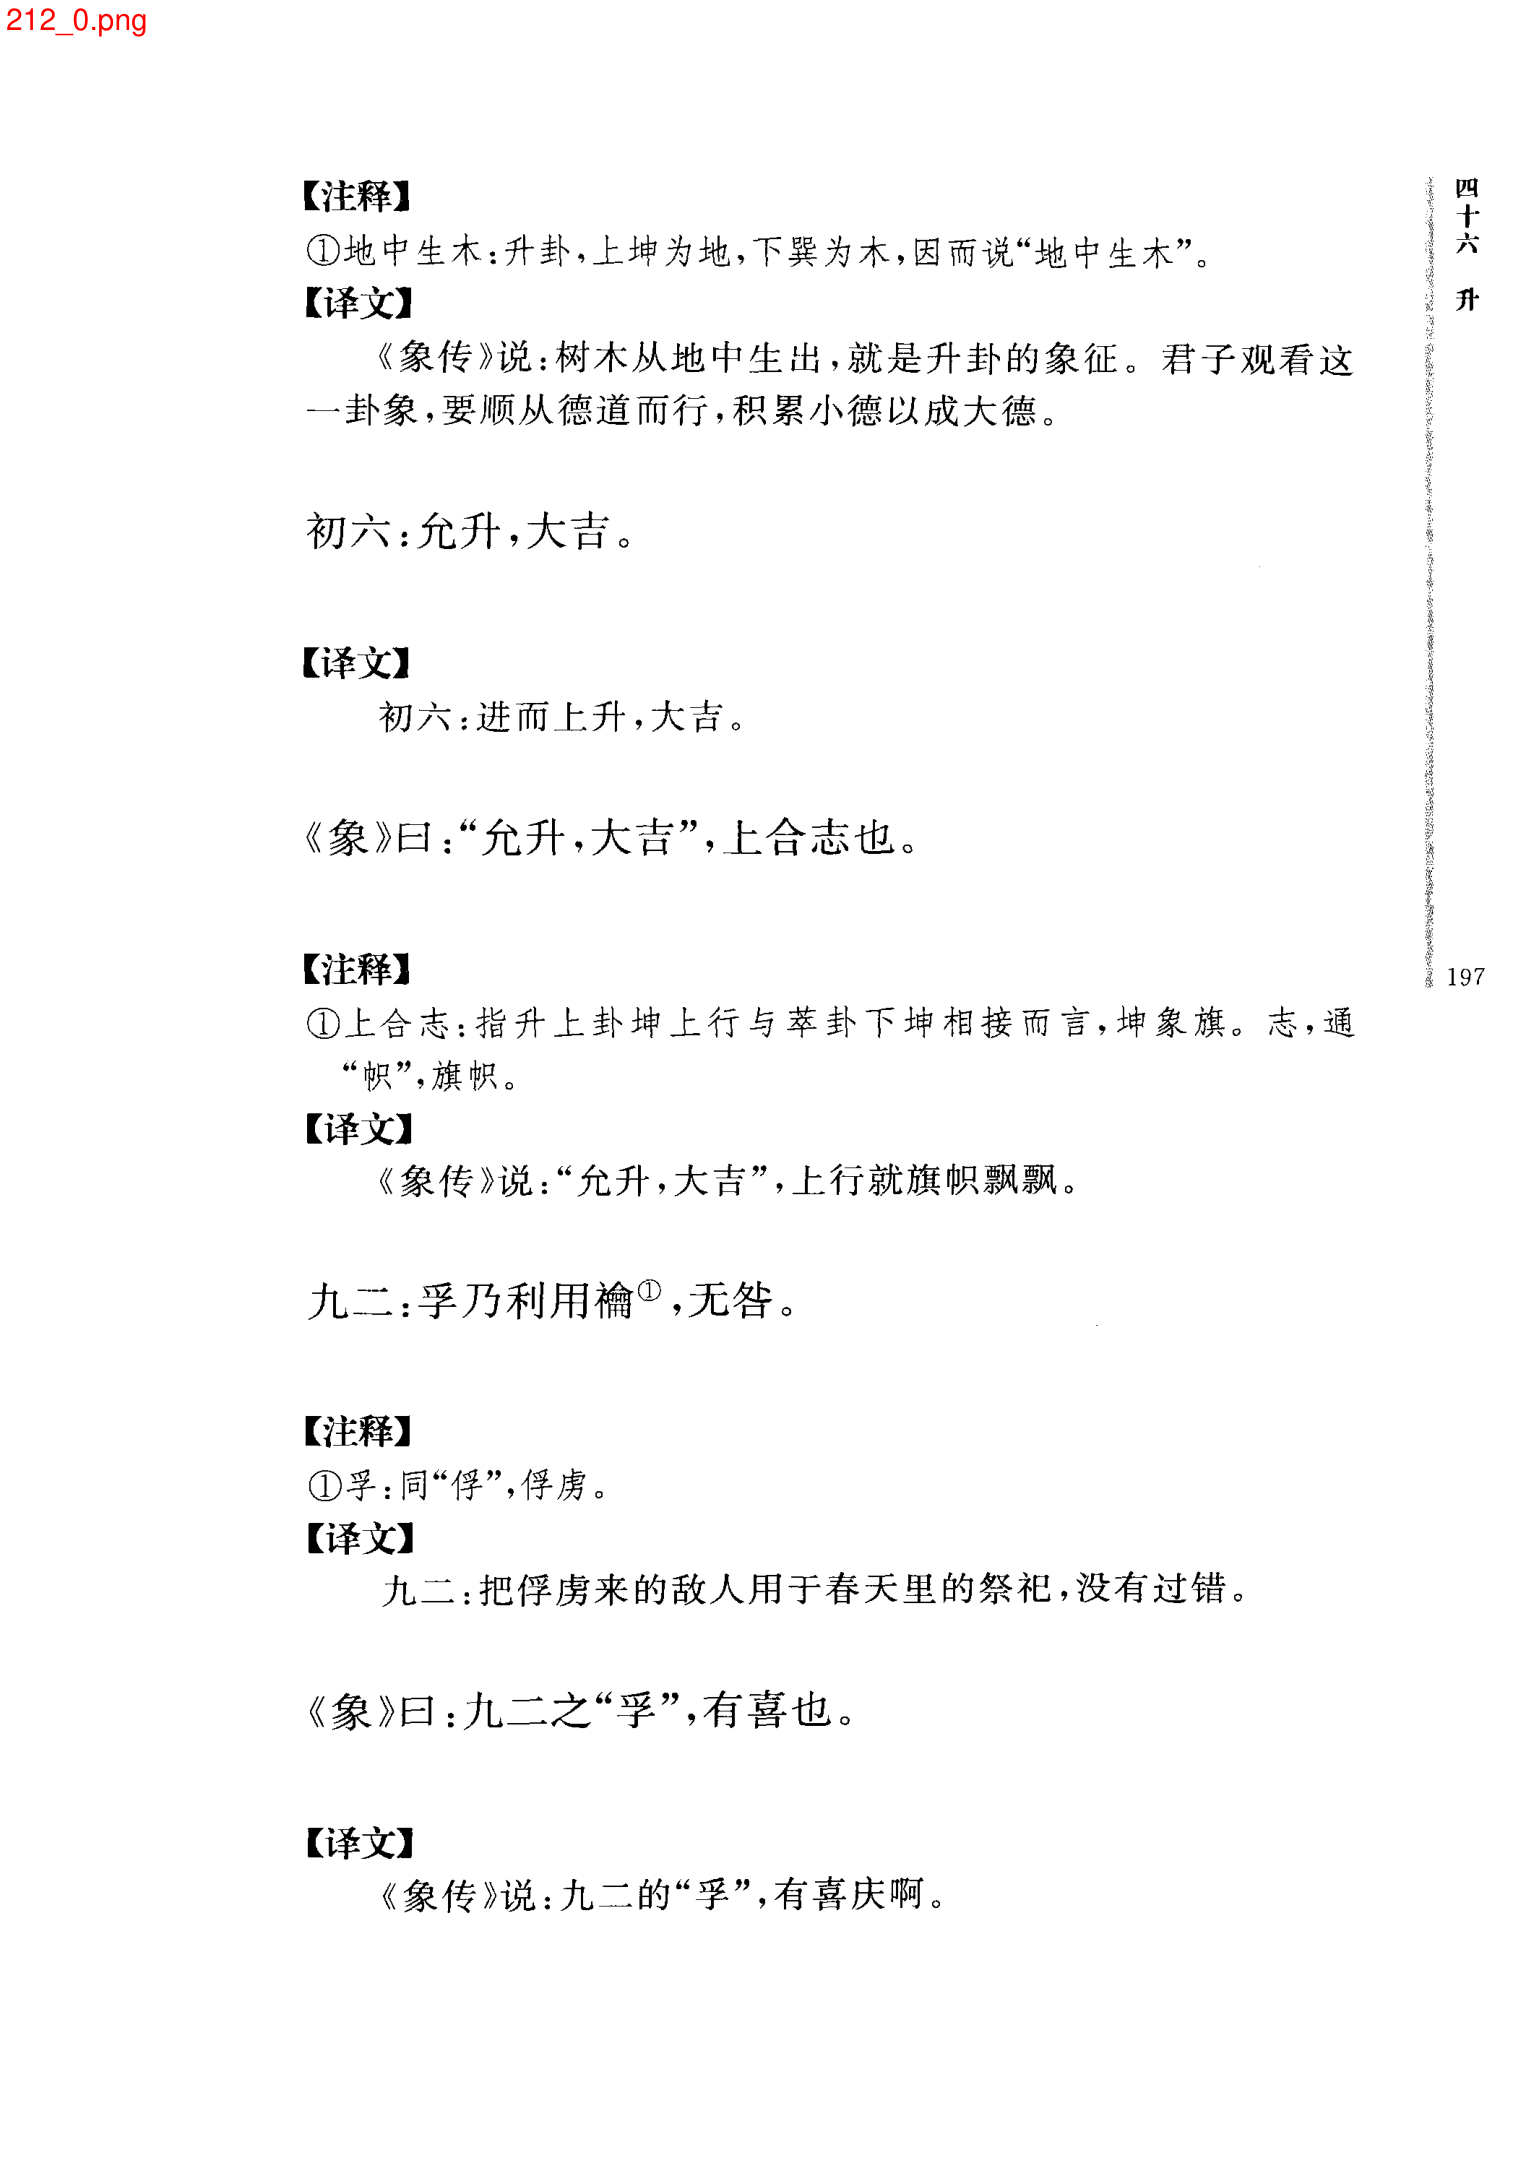 212_0.png
【注释】
①地中生木:升卦,上坤为地,下巽为木,因而说“地中生木”。
【译文】
《象传》说:树木从地中生出,就是升卦的象征。君子观看这
一卦象,要顺从德道而行,积累小德以成大德。
初六:允升,大吉。
【译文】
初六:进而上升,大吉。
《象》曰:“允升,大吉”,上合志也。
【注释】
①上合志:指升上卦坤上行与萃卦下坤相接而言,坤象旗。志,通
“帜”,旗帜。
【译文】
《象传》说:“允升,大吉”,上行就旗帜飘飘。
九二:孚乃利用禴①,无咎。
【注释】
①孚:同“俘”,俘虏。
【译文】
九二:把俘虏来的敌人用于春天里的祭祀,没有过错。
《象》曰:九二之“孚”,有喜也。
【译文】
《象传》说:九二的“孚”,有喜庆啊。
四十六 升
197